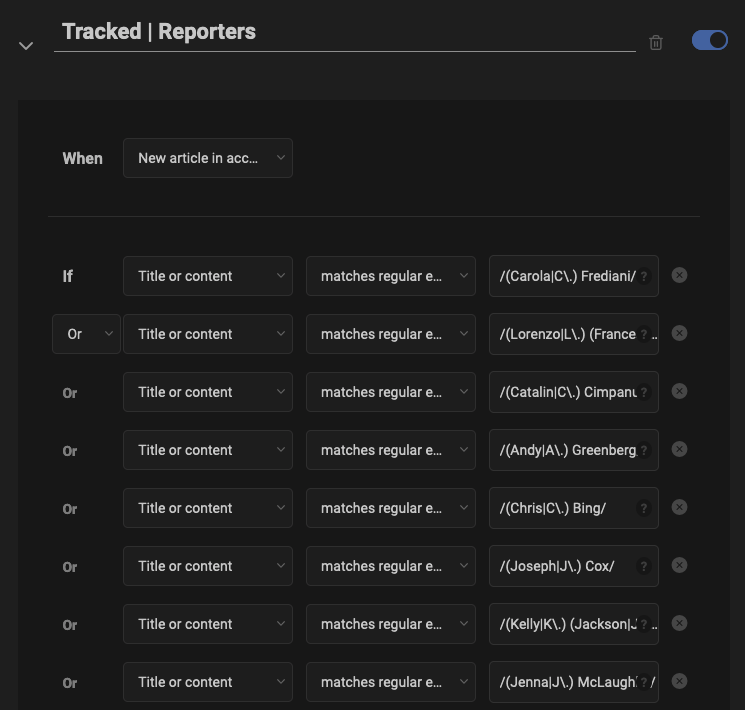 Tracked | Reporters
When New article in acc...
If Title or content matches regular e... /(Carola|C\.) Frediani/ ?
Or Title or content matches regular e... /(Lorenzo|L\.) (France ? ...
Or Title or content matches regular e... /(Catalin|C\.) Cimpanu ?
Or Title or content matches regular e... /(Andy|A\.) Greenberg ?
Or Title or content matches regular e... /(Chris|C\.) Bing/ ?
Or Title or content matches regular e... /(Joseph|J\.) Cox/ ?
Or Title or content matches regular e... /(Kelly|K\.) (Jackson|J ? ...
Or Title or content matches regular e... /(Jenna|J\.) McLaugh ? /